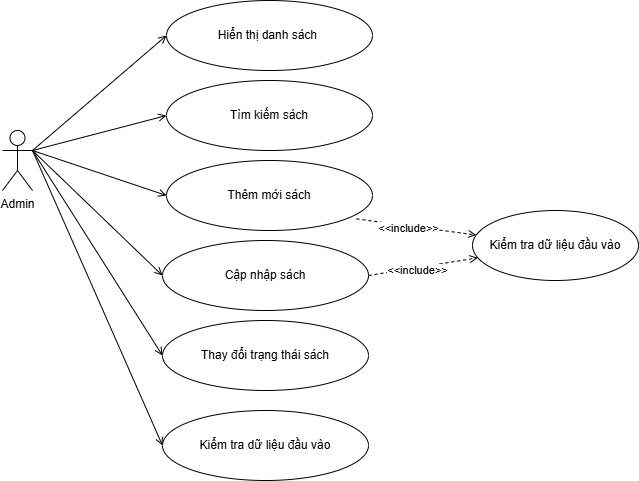 Hiển thị danh sách
Tìm kiếm sách
Admin
Thêm mới sách
<<include>>
Kiểm tra dữ liệu đầu vào
Cập nhập sách
<<include>>
Thay đổi trạng thái sách
Kiểm tra dữ liệu đầu vào